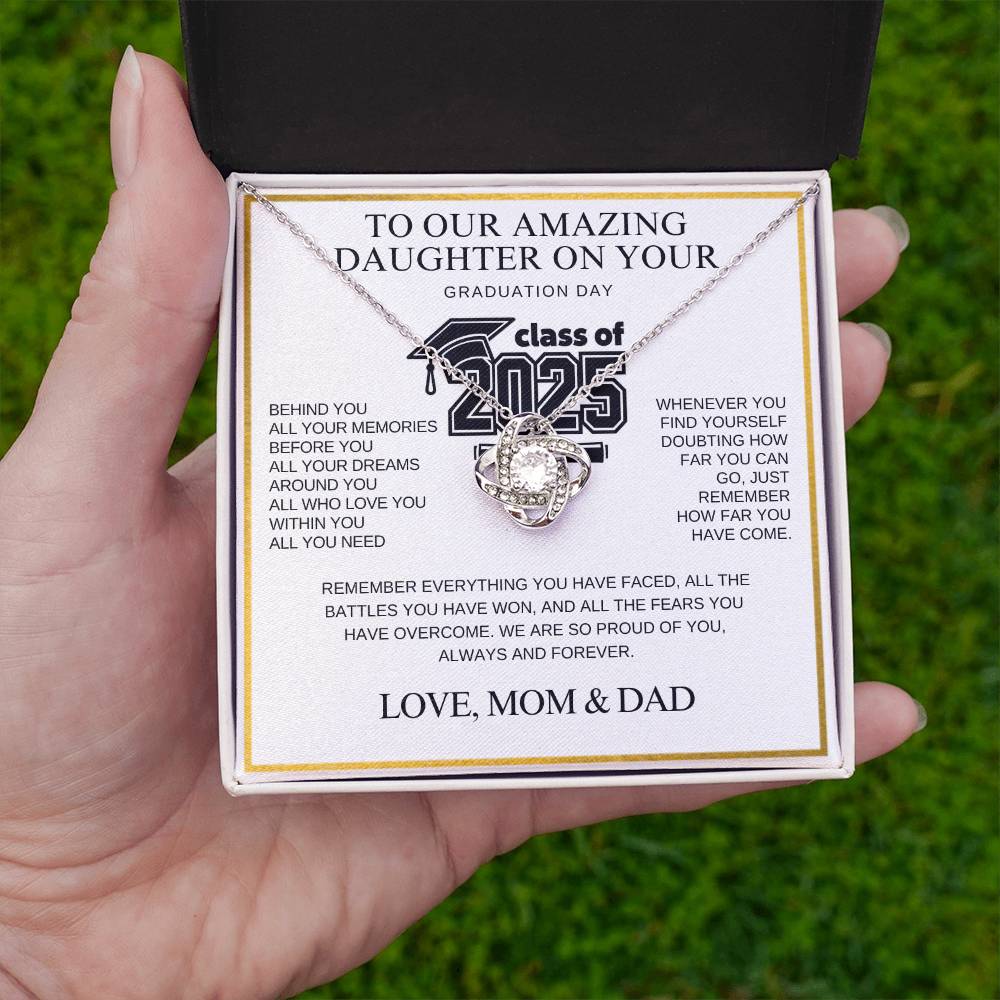 TO OUR AMAZING
DAUGHTER ON YOUR
GRADUATION DAY
class of
2025
BEHIND YOU
ALL YOUR MEMORIES
BEFORE YOU
ALL YOUR DREAMS
AROUND YOU
ALL WHO LOVE YOU
WITHIN YOU
ALL YOU NEED
WHENEVER YOU
FIND YOURSELF
DOUBTING HOW
FAR YOU CAN
GO, JUST
REMEMBER
HOW FAR YOU
HAVE COME.
REMEMBER EVERYTHING YOU HAVE FACED, ALL THE
BATTLES YOU HAVE WON, AND ALL THE FEARS YOU
HAVE OVERCOME. WE ARE SO PROUD OF YOU,
ALWAYS AND FOREVER.
LOVE, MOM & DAD